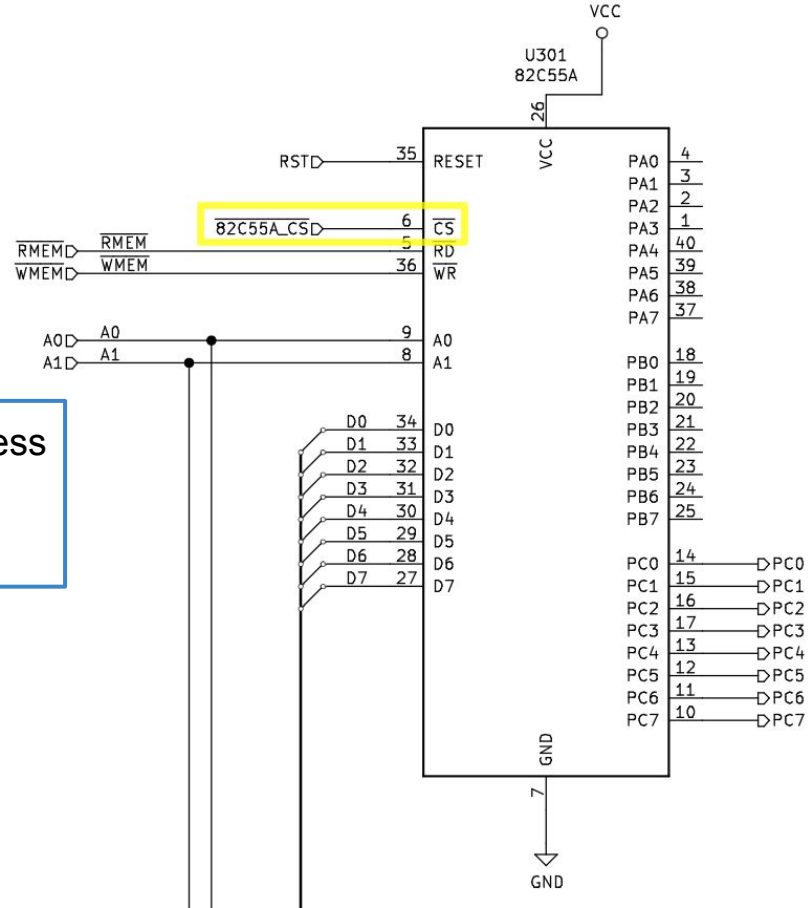 VCC
U301
82C55A
26
VCC
RST 35 RESET
82C55A_CS 6 CS
RMEM RMEM 5 RD
WMEM WMEM 36 WR
A0 A0 9 A0
A1 A1 8 A1
ess
D0 34 D0
D1 33 D1
D2 32 D2
D3 31 D3
D4 30 D4
D5 29 D5
D6 28 D6
D7 27 D7
PA0 4
PA1 3
PA2 2
PA3 1
PA4 40
PA5 39
PA6 38
PA7 37
PB0 18
PB1 19
PB2 20
PB3 21
PB4 22
PB5 23
PB6 24
PB7 25
PC0 14 PC0
PC1 15 PC1
PC2 16 PC2
PC3 17 PC3
PC4 13 PC4
PC5 12 PC5
PC6 11 PC6
PC7 10 PC7
GND
7
GND